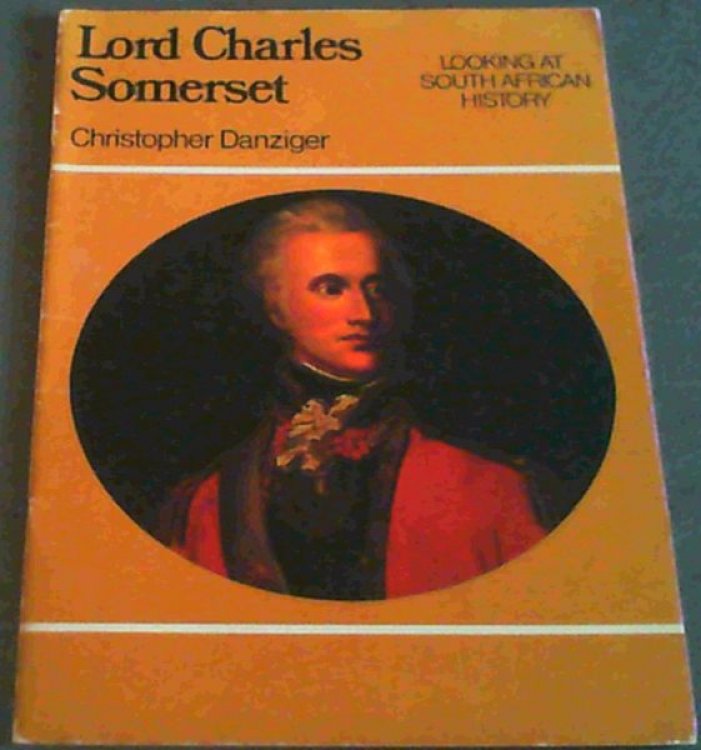 Lord Charles
Somerset
Christopher Danziger
LOOKING AT
SOUTH AFRICAN
HISTORY